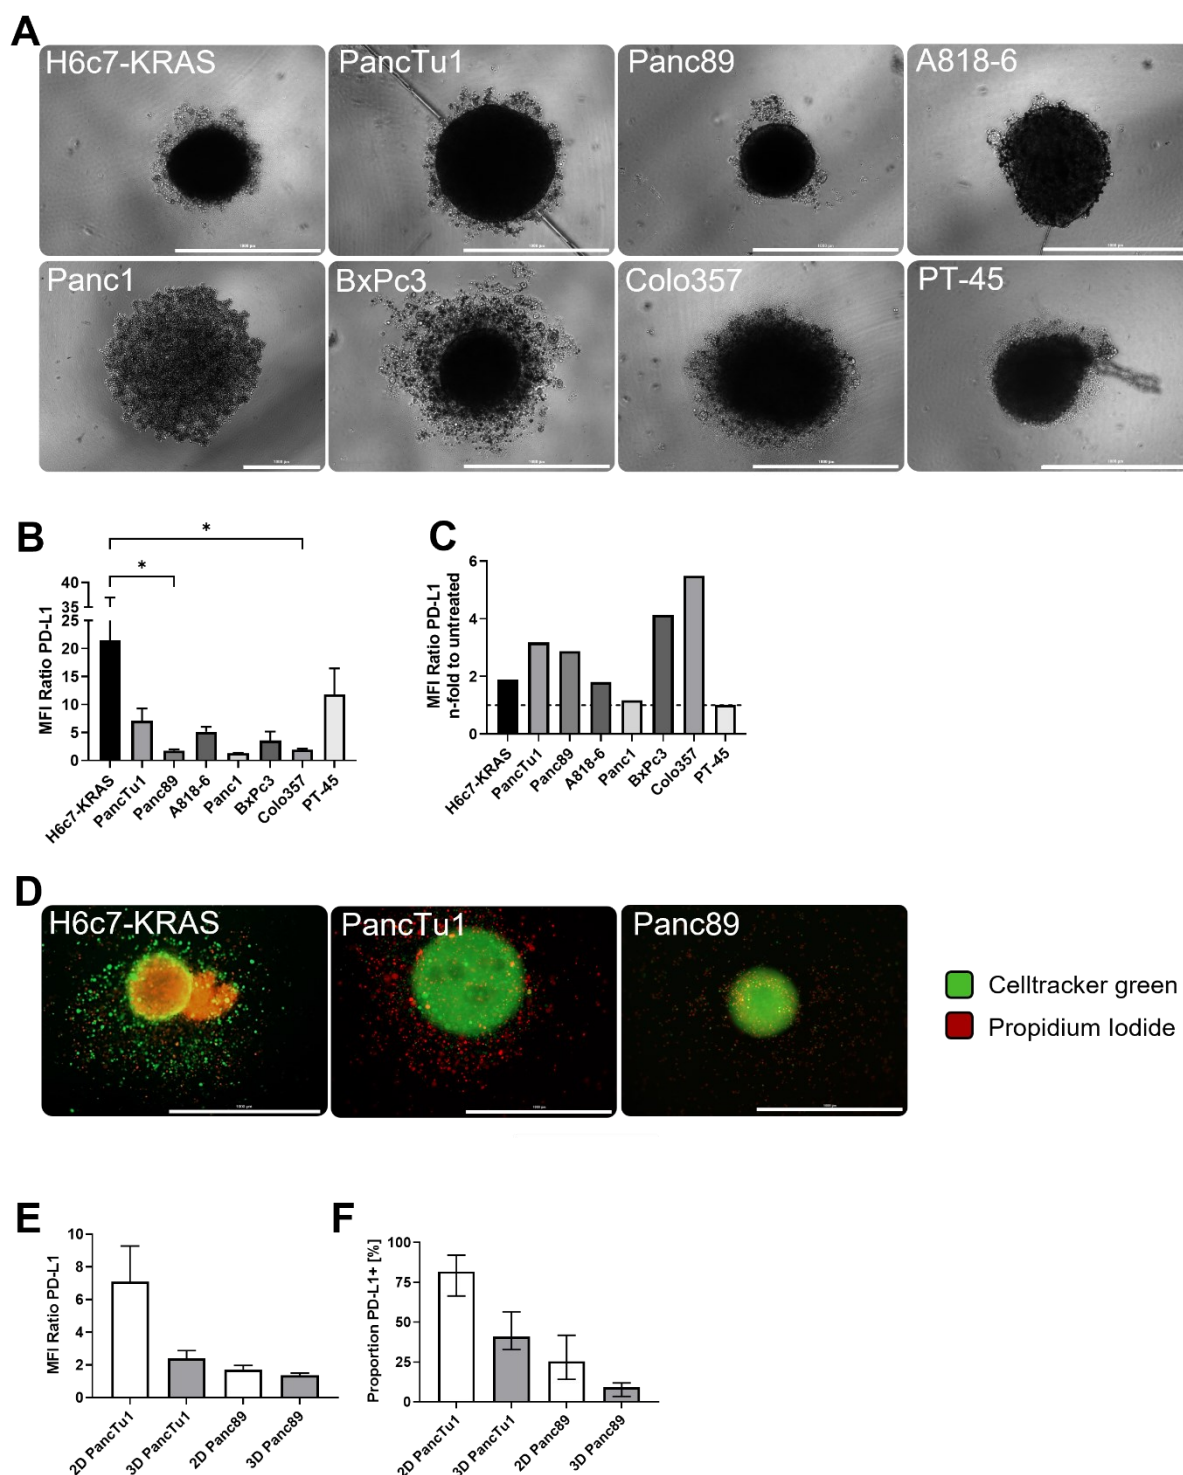 A
H6c7-KRAS
PancTu1
Panc89
A818-6
Panc1
BxPc3
Colo357
PT-45
B
*
*
MFI Ratio PD-L1
40
35
25
20
15
10
5
0
H6c7-KRAS
PancTu1
Panc89
A818-6
Panc1
BxPc3
Colo357
PT-45
C
MFI Ratio PD-L1
n-fold to untreated
6
4
2
0
H6c7-KRAS
PancTu1
Panc89
A818-6
Panc1
BxPc3
Colo357
PT-45
D
H6c7-KRAS
PancTu1
Panc89
Celltracker green
Propidium Iodide
E
MFI Ratio PD-L1
10
8
6
4
2
0
2D PancTu1
3D PancTu1
2D Panc89
3D Panc89
F
Proportion PD-L1+ [%]
100
75
50
25
0
2D PancTu1
3D PancTu1
2D Panc89
3D Panc89